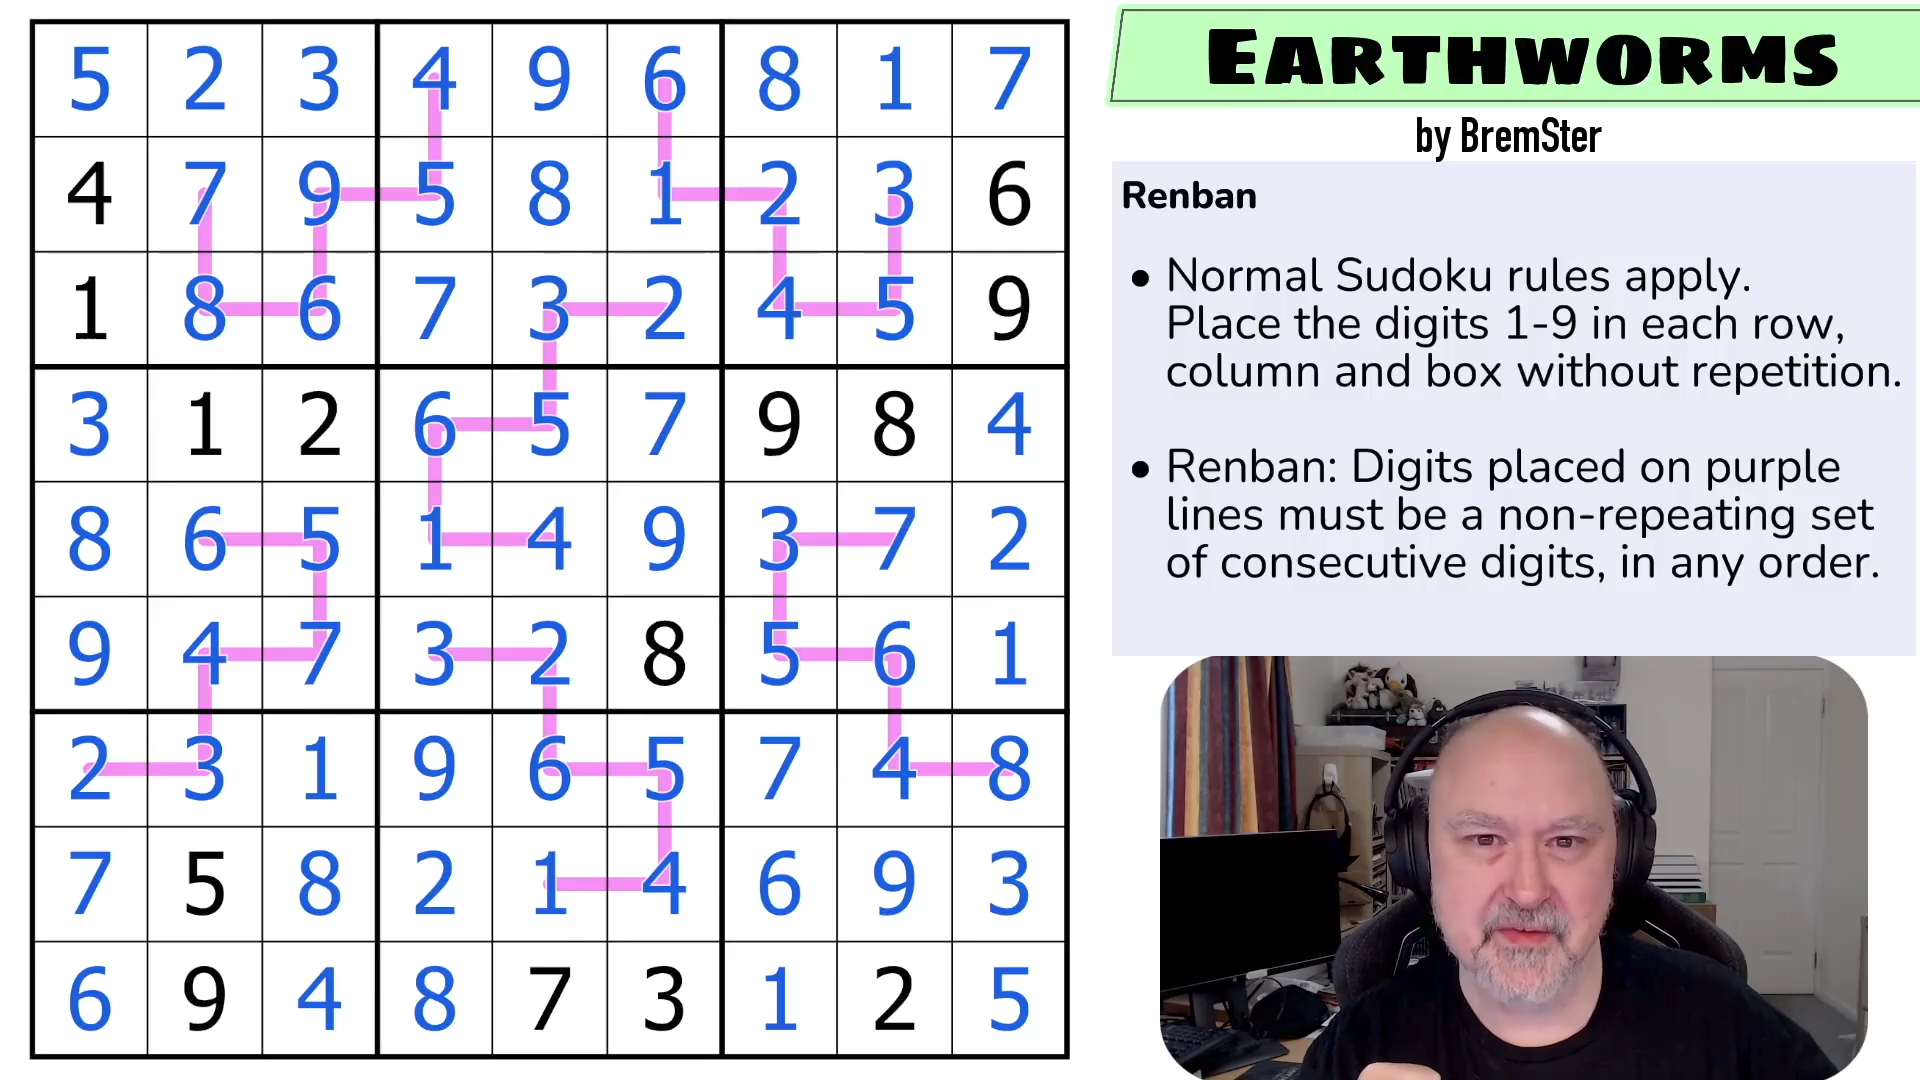 EARTHWORMS
by BremSter
Renban
• Normal Sudoku rules apply.
Place the digits 1-9 in each row,
column and box without repetition.
• Renban: Digits placed on purple
lines must be a non-repeating set
of consecutive digits, in any order.
5 2 3 4 9 6 8 1 7
4 7 9 5 8 1 2 3 6
1 8 6 7 3 2 4 5 9
3 1 2 6 5 7 9 8 4
8 6 5 1 4 9 3 7 2
9 4 7 3 2 8 5 6 1
2 3 1 9 6 5 7 4 8
7 5 8 2 1 4 6 9 3
6 9 4 8 7 3 1 2 5